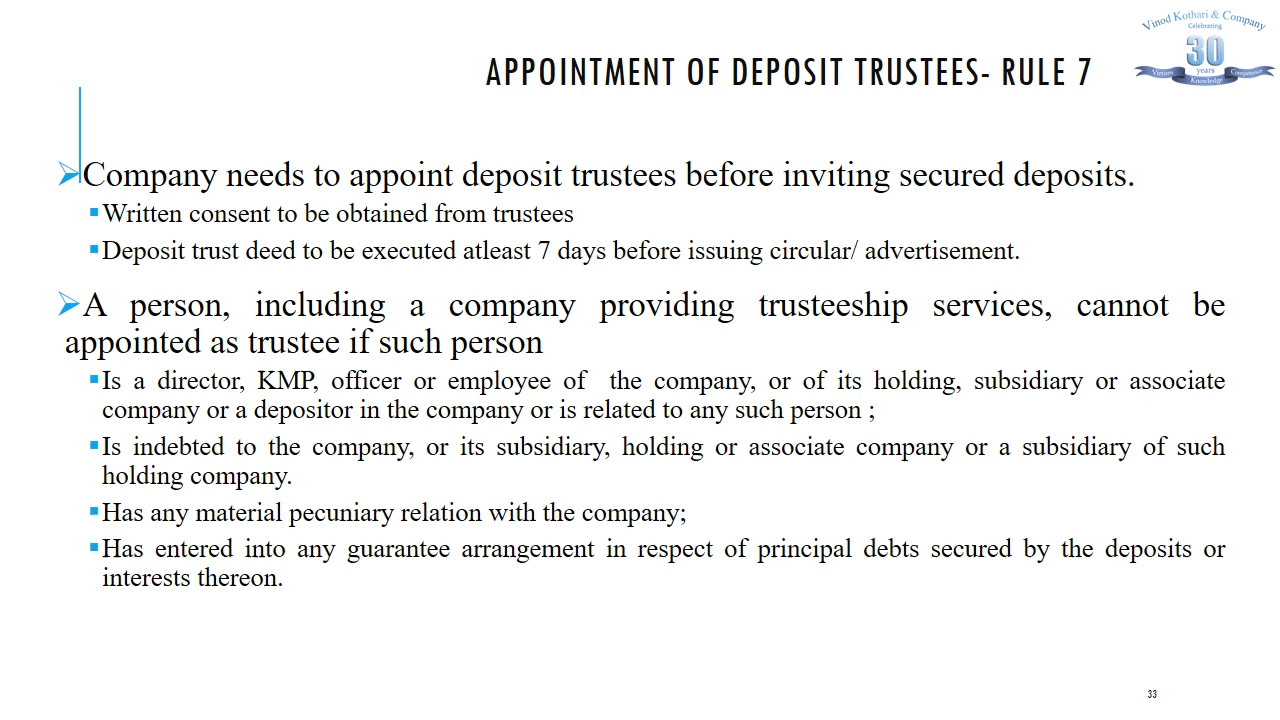 Vinod Kothari & Company
Celebrating
30
years
Virtues
Knowledge
Competence
APPOINTMENT OF DEPOSIT TRUSTEES- RULE 7
Company needs to appoint deposit trustees before inviting secured deposits.
Written consent to be obtained from trustees
Deposit trust deed to be executed atleast 7 days before issuing circular/ advertisement.
A person, including a company providing trusteeship services, cannot be
appointed as trustee if such person
Is a director, KMP, officer or employee of the company, or of its holding, subsidiary or associate
company or a depositor in the company or is related to any such person ;
Is indebted to the company, or its subsidiary, holding or associate company or a subsidiary of such
holding company.
Has any material pecuniary relation with the company;
Has entered into any guarantee arrangement in respect of principal debts secured by the deposits or
interests thereon.
33